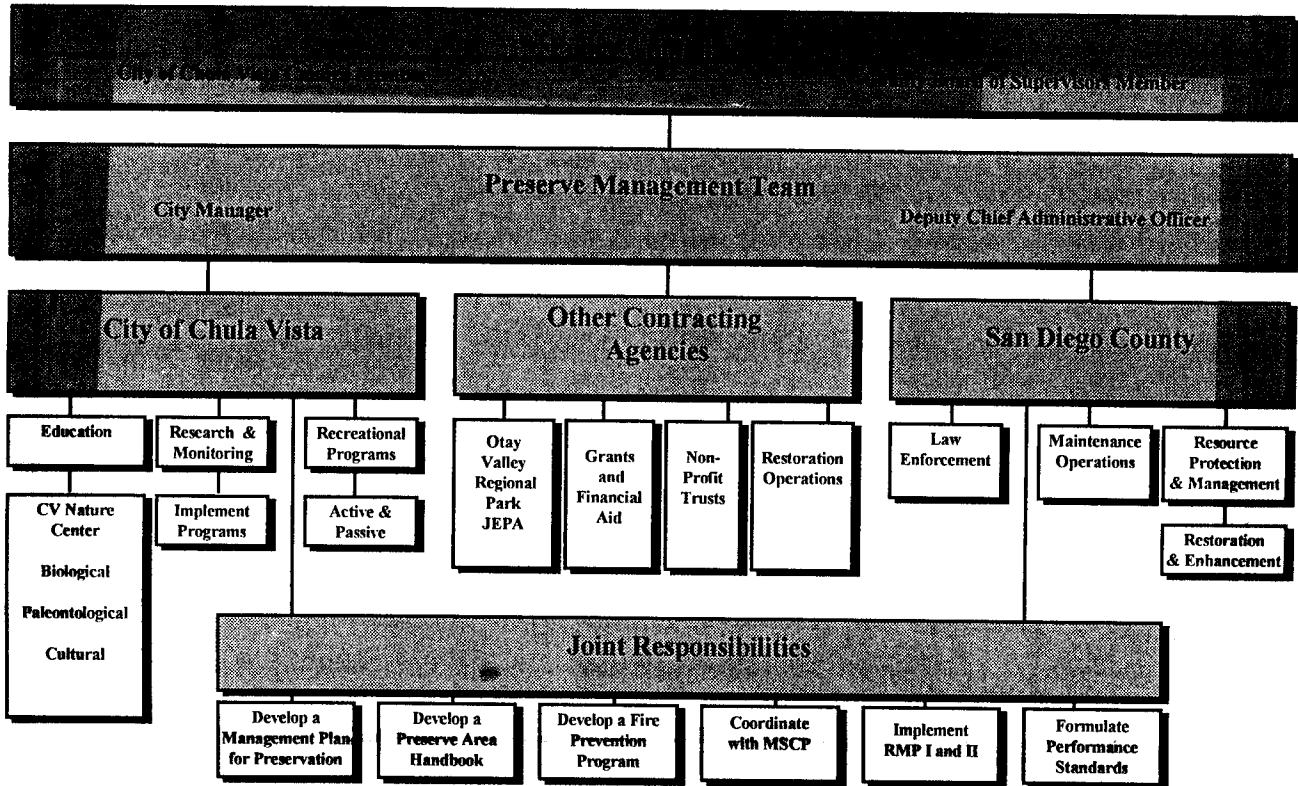 City of Chula Vista
of Supervisors Member
Preserve Management Team
City Manager
Deputy Chief Administrative Officer
City of Chula Vista
Other Contracting
Agencies
San Diego County
Education
Research &
Monitoring
Recreational
Programs
CV Nature
Center
Biological
Paleontological
Cultural
Implement
Programs
Active &
Passive
Otay
Valley
Regional
Park
JEPA
Grants
and
Financial
Aid
Non-
Profit
Trusts
Restoration
Operations
Law
Enforcement
Maintenance
Operations
Resource
Protection
& Management
Restoration
& Enhancement
Joint Responsibilities
Develop a
Management Plan
for Preservation
Develop a
Preserve Area
Handbook
Develop a Fire
Prevention
Program
Coordinate
with MSCP
Implement
RMP I and II
Formulate
Performance
Standards